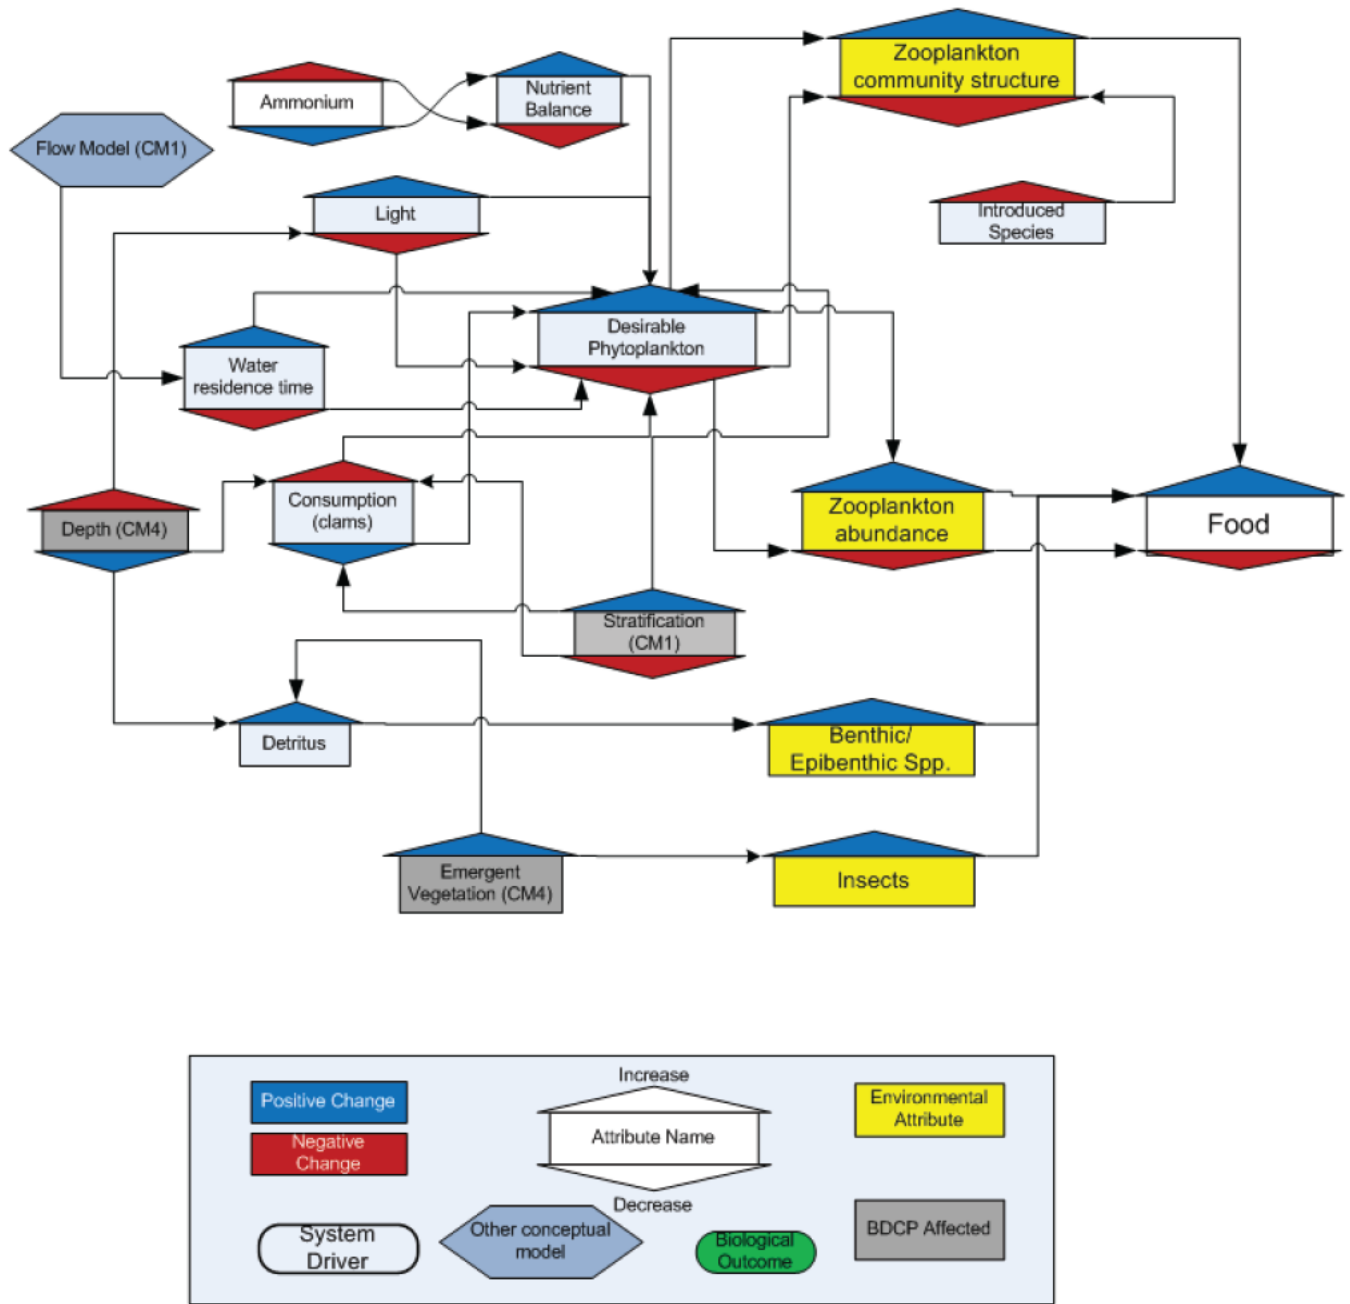 Zooplankton
community structure
Ammonium
Nutrient
Balance
Flow Model (CM1)
Light
Introduced
Species
Desirable
Phytoplankton
Water
residence time
Consumption
(clams)
Depth (CM4)
Zooplankton
abundance
Food
Stratification
(CM1)
Detritus
Benthic/
Epibenthic Spp.
Emergent
Vegetation (CM4)
Insects
Increase
Positive Change
Negative
Change
Attribute Name
Environmental
Attribute
Decrease
System
Driver
Other conceptual
model
Biological
Outcome
BDCP Affected